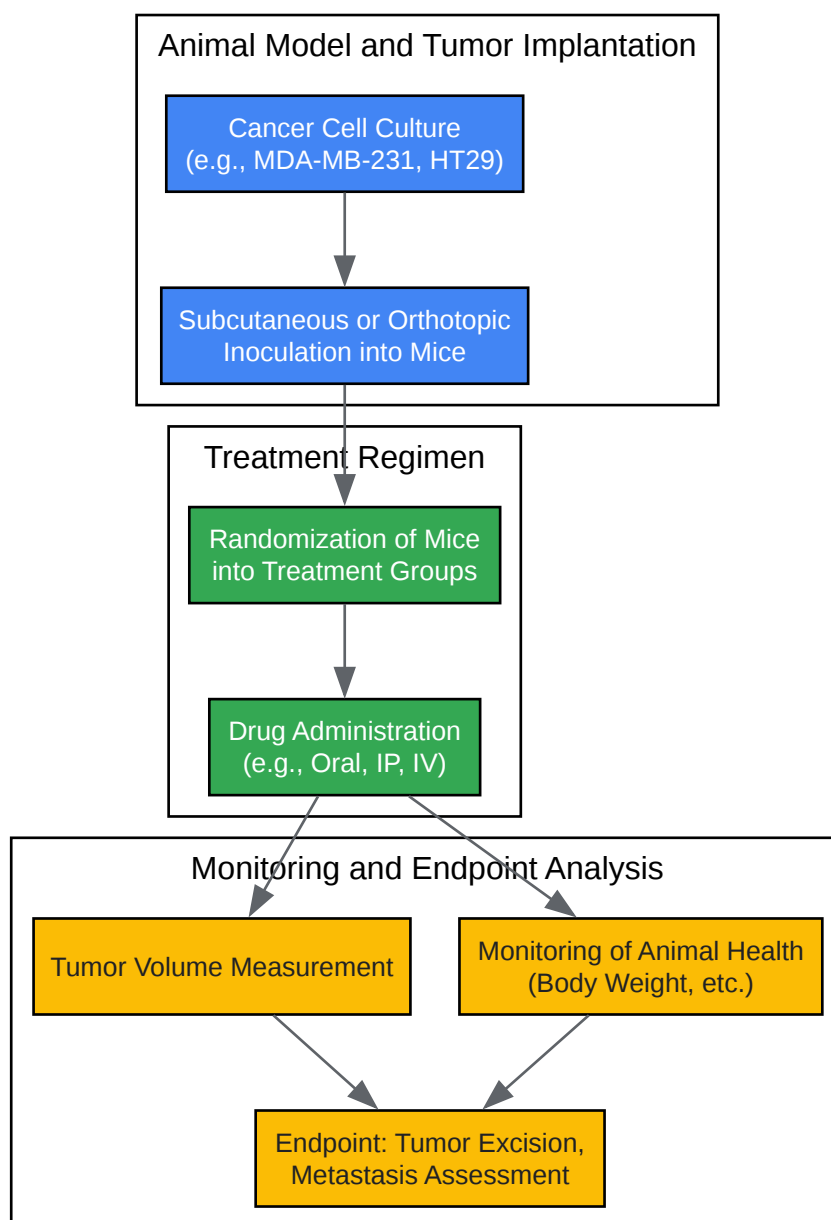 Animal Model and Tumor Implantation
Cancer Cell Culture
(e.g., MDA-MB-231, HT29)
Subcutaneous or Orthotopic
Inoculation into Mice
Treatment Regimen
Randomization of Mice
into Treatment Groups
Drug Administration
(e.g., Oral, IP, IV)
Monitoring and Endpoint Analysis
Tumor Volume Measurement
Monitoring of Animal Health
(Body Weight, etc.)
Endpoint: Tumor Excision,
Metastasis Assessment